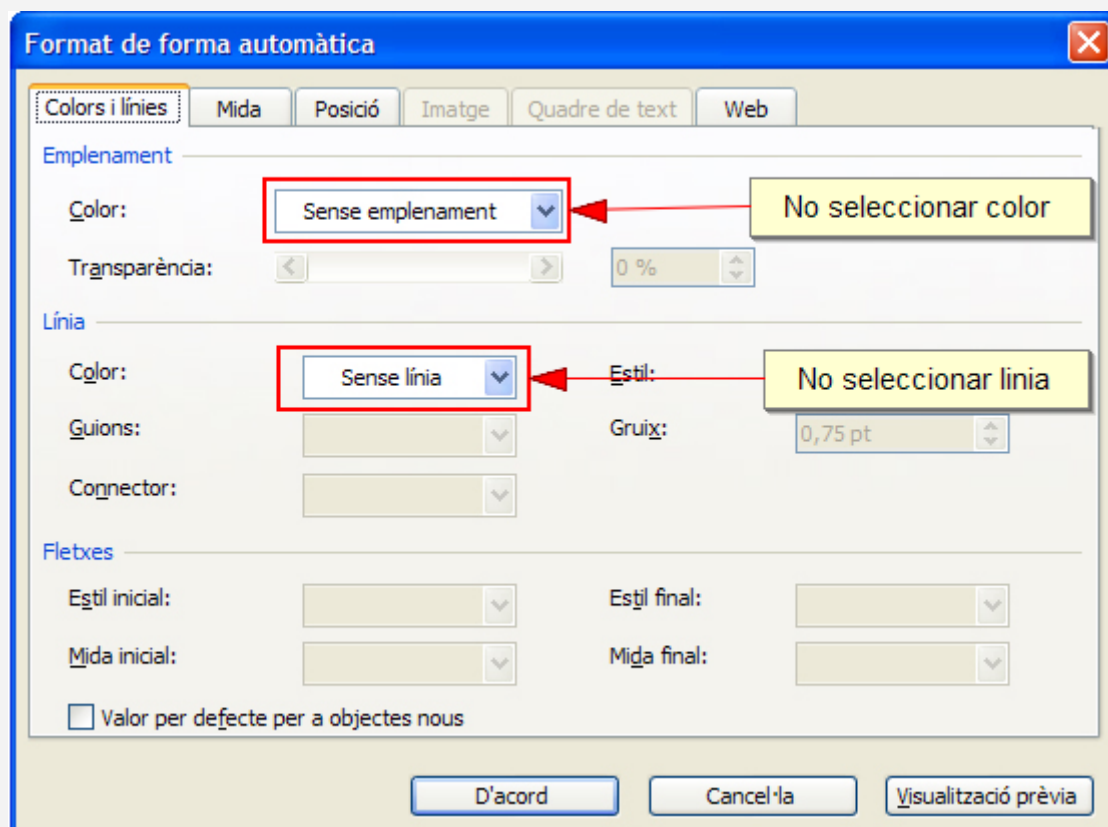 Format de forma automàtica
Colors i línies Mida Posició Imatge Quadre de text Web
Emplenament
Color: Sense emplenament No seleccionar color
Transparència: 0 %
Línia
Color: Sense línia Estil: No seleccionar linia
Guions: Gruix: 0,75 pt
Connector:
Fletxes
Estil inicial: Estil final:
Mida inicial: Mida final:
Valor per defecte per a objectes nous
D'acord Cancel·la Visualització prèvia